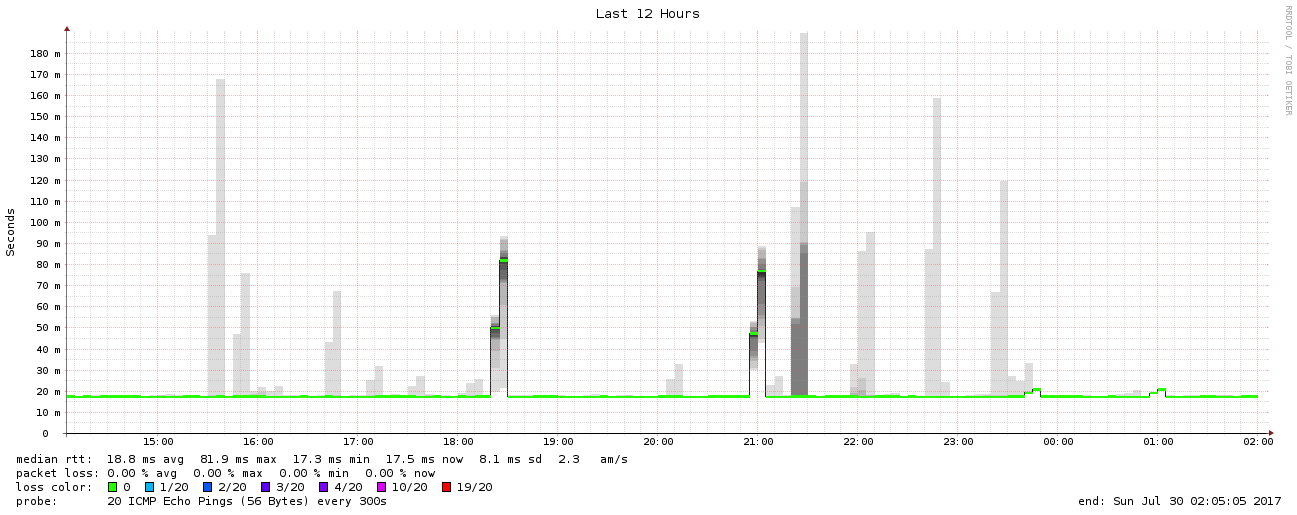 Last 12 Hours
RRDTOOL / TOBI OETIKER
Seconds
180 m
170 m
160 m
150 m
140 m
130 m
120 m
110 m
100 m
90 m
80 m
70 m
60 m
50 m
40 m
30 m
20 m
10 m
0
15:00 16:00 17:00 18:00 19:00 20:00 21:00 22:00 23:00 00:00 01:00 02:00
median rtt: 18.8 ms avg 81.9 ms max 17.3 ms min 17.5 ms now 8.1 ms sd 2.3 am/s
packet loss: 0.00 % avg 0.00 % max 0.00 % min 0.00 % now
loss color: 0 1/20 2/20 3/20 4/20 10/20 19/20
probe: 20 ICMP Echo Pings (56 Bytes) every 300s end: Sun Jul 30 02:05:05 2017